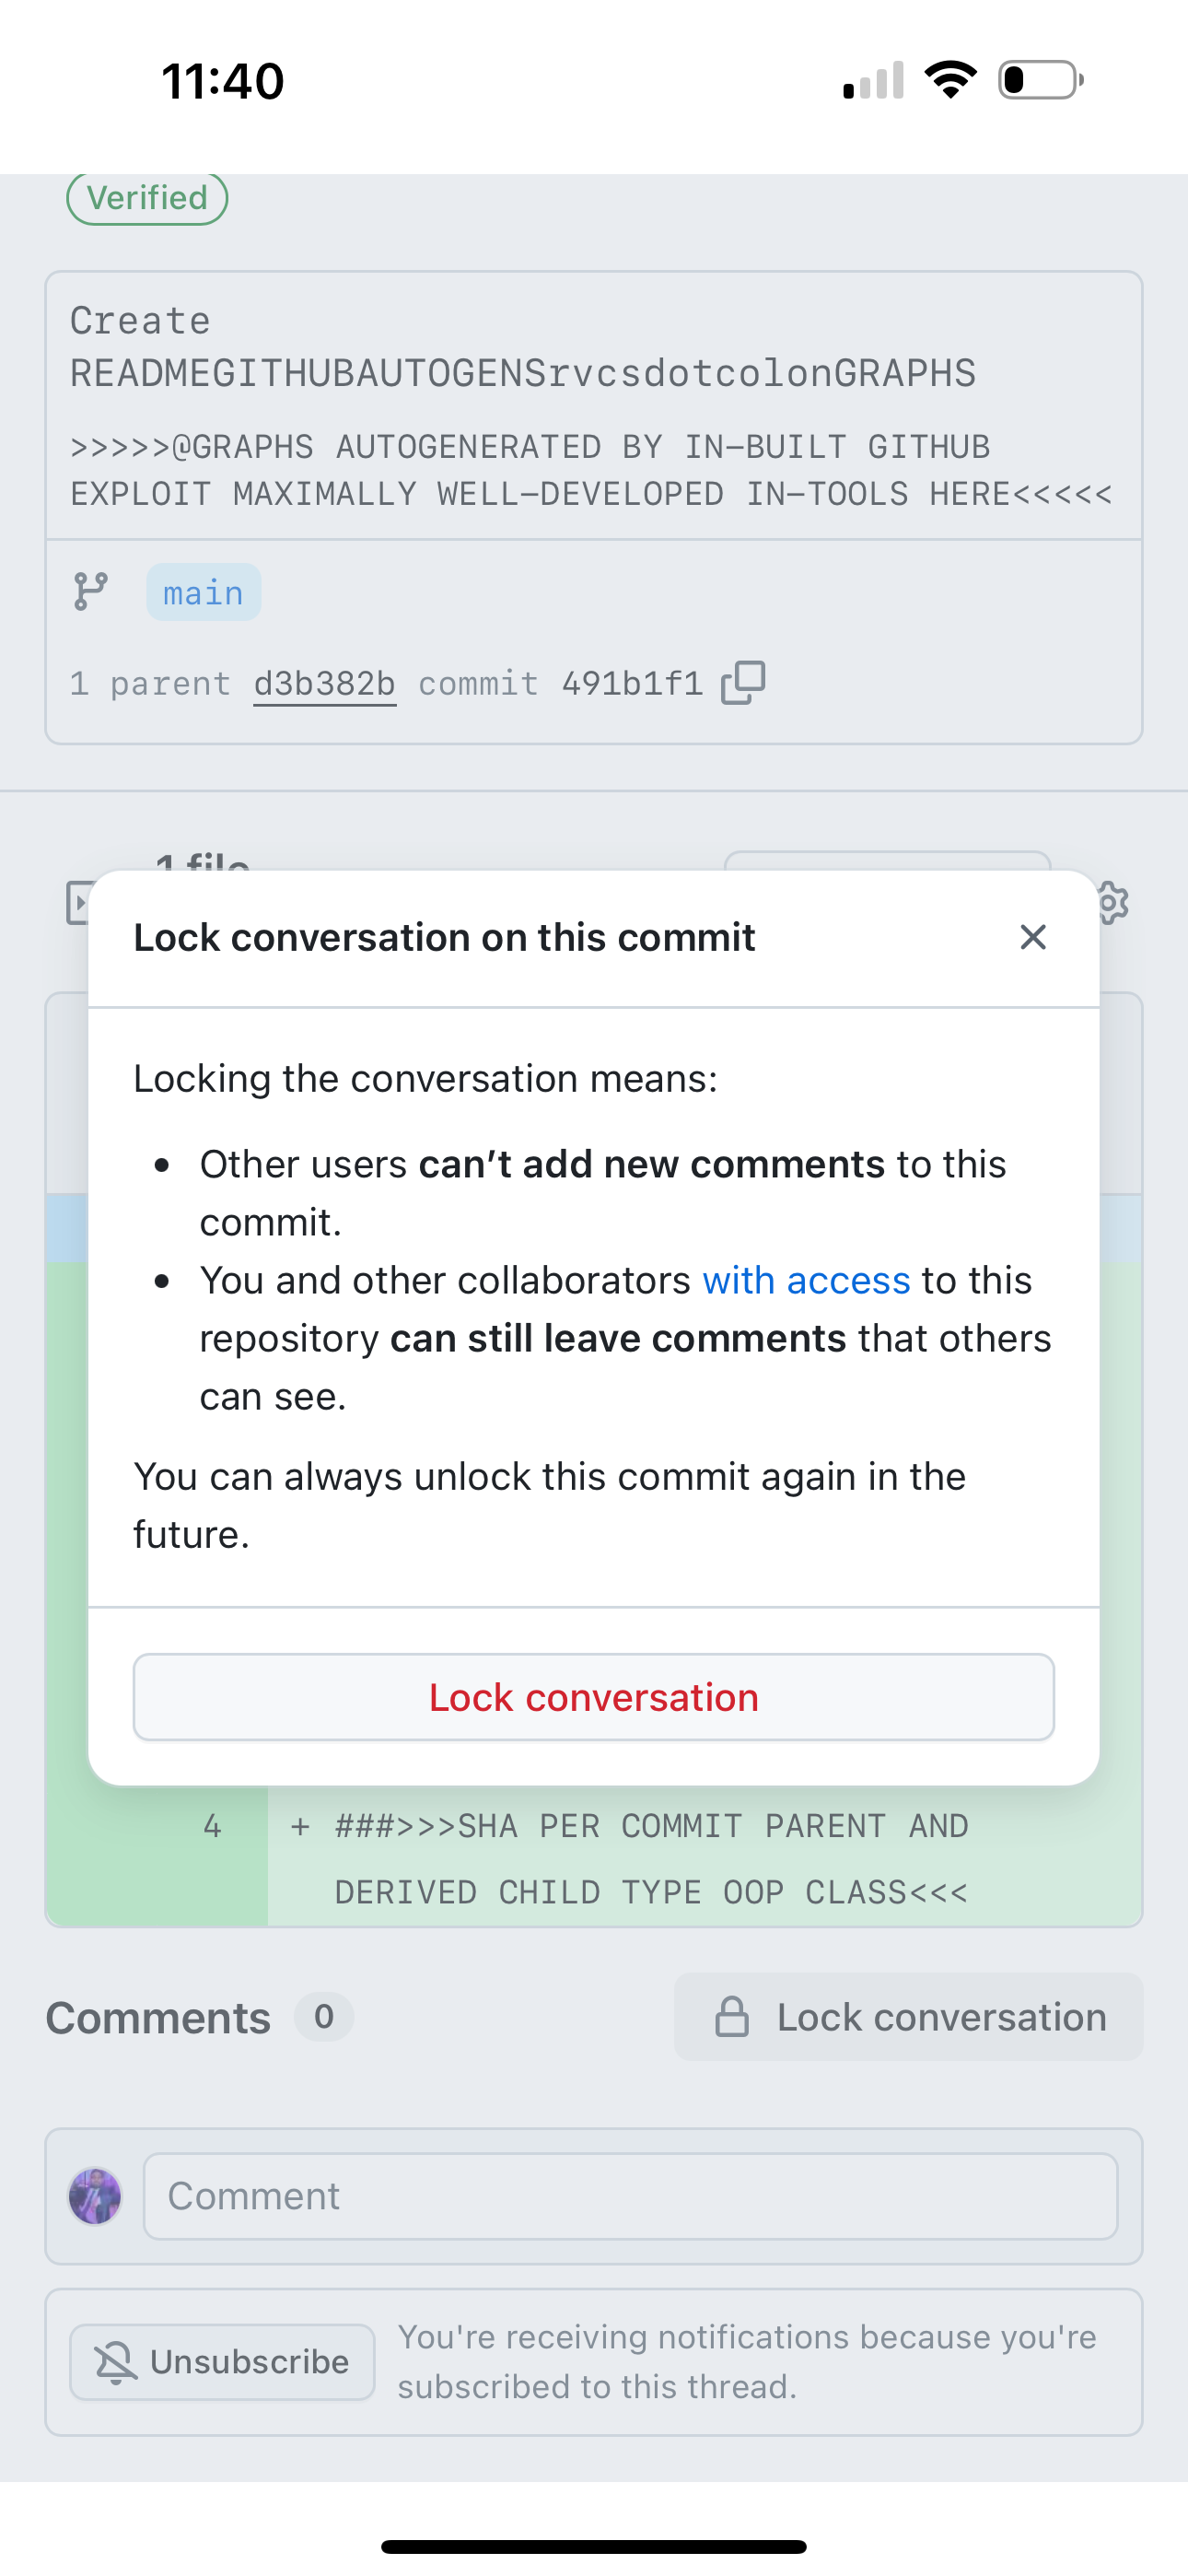 11:40
Verified
Create
READMEGITHUBAUTOGENSrvcsdotcolonGRAPHS
>>>>>@GRAPHS AUTOGENERATED BY IN-BUILT GITHUB
EXPLOIT MAXIMALLY WELL-DEVELOPED IN-TOOLS HERE<<<<<
main
1 parent d3b382b commit 491b1f1
1 file
Lock conversation on this commit
Locking the conversation means:
Other users can’t add new comments to this
commit.
You and other collaborators with access to this
repository can still leave comments that others
can see.
You can always unlock this commit again in the
future.
Lock conversation
4 + ###>>>SHA PER COMMIT PARENT AND
DERIVED CHILD TYPE OOP CLASS<<<
Comments 0
Lock conversation
Comment
Unsubscribe
You're receiving notifications because you're
subscribed to this thread.